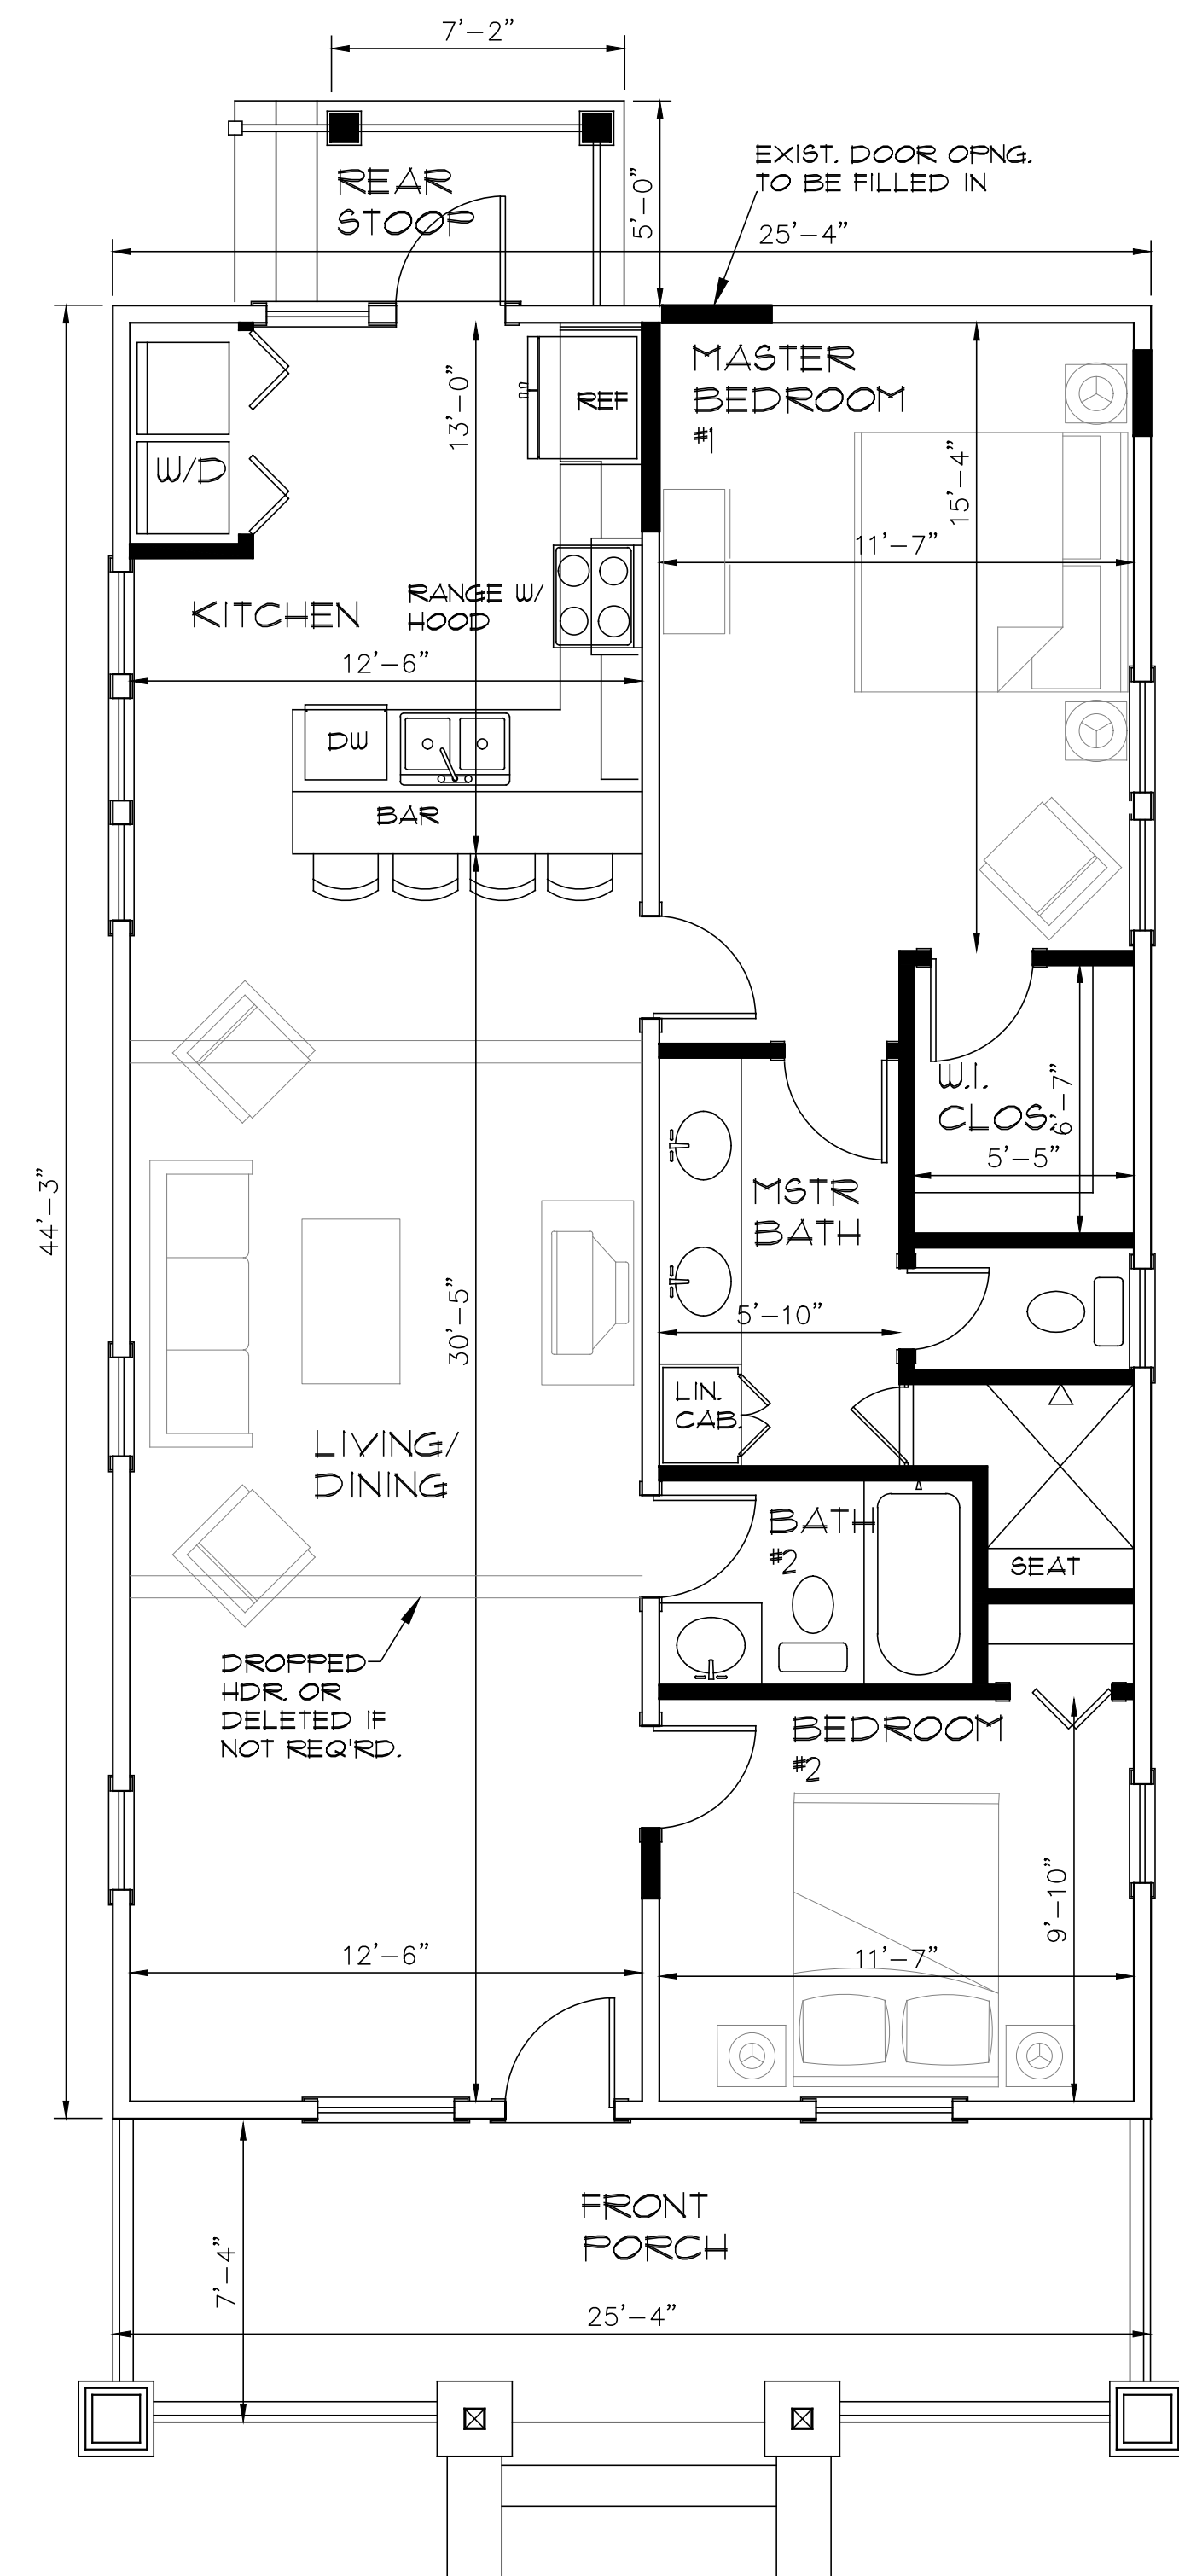 7'-2"
EXIST. DOOR OPNG.
TO BE FILLED IN
REAR
STOOP
5'-0"
25'-4"
MASTER
BEDROOM
#1
REF
13'-0"
W/D
15'-4"
11'-7"
RANGE W/
HOOD
KITCHEN
12'-6"
DW
BAR
W.I.
CLOS.
6'-7"
5'-5"
MSTR
BATH
44'-3"
30'-5"
5'-10"
LIN.
CAB.
LIVING/
DINING
BATH
#2
SEAT
DROPPED
HDR. OR
DELETED IF
NOT REQ'RD.
BEDROOM
#2
9'-10"
12'-6"
11'-7"
FRONT
PORCH
7'-4"
25'-4"